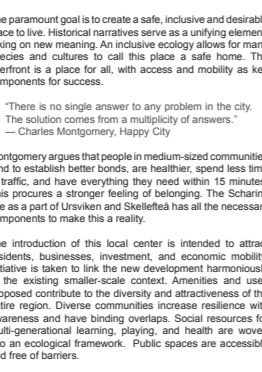 he paramount goal is to create a safe, inclusive and desirabl
ace to live. Historical narratives serve as a unifying elemen
king on new meaning. An inclusive ecology allows for man
ecies and cultures to call this place a safe home. Th
erfront is a place for all, with access and mobility as ke
mponents for success.
"There is no single answer to any problem in the city.
The solution comes from a multiplicity of answers."
— Charles Montgomery, Happy City
ontgomery argues that people in medium-sized communitie
nd to establish better bonds, are healthier, spend less tim
traffic, and have everything they need within 15 minutes
his procures a stronger feeling of belonging. The Scharin
te as a part of Ursviken and Skellefteå has all the necessar
mponents to make this a reality.
he introduction of this local center is intended to attrac
sidents, businesses, investment, and economic mobility
itiative is taken to link the new development harmoniousl
the existing smaller-scale context. Amenities and use
oposed contribute to the diversity and attractiveness of th
tire region. Diverse communities increase resilience wit
wareness and have binding overlaps. Social resources fo
ulti-generational learning, playing, and health are wove
to an ecological framework. Public spaces are accessibl
d free of barriers.